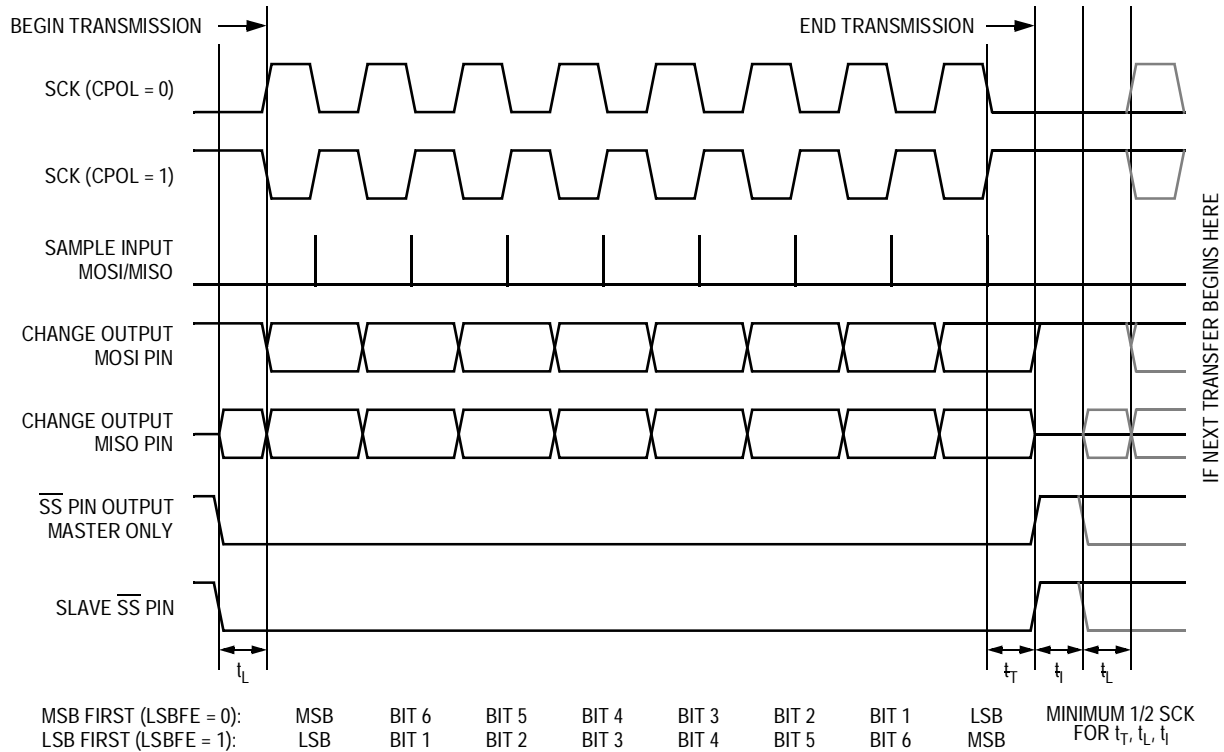 BEGIN TRANSMISSION
END TRANSMISSION
SCK (CPOL = 0)
SCK (CPOL = 1)
SAMPLE INPUT
MOSI/MISO
CHANGE OUTPUT
MOSI PIN
CHANGE OUTPUT
MISO PIN
SS PIN OUTPUT
MASTER ONLY
SLAVE SS PIN
IF NEXT TRANSFER BEGINS HERE
tL
tT
tI
tL
MSB FIRST (LSBFE = 0): MSB BIT 6 BIT 5 BIT 4 BIT 3 BIT 2 BIT 1 LSB
LSB FIRST (LSBFE = 1): LSB BIT 1 BIT 2 BIT 3 BIT 4 BIT 5 BIT 6 MSB
MINIMUM 1/2 SCK
FOR tT, tL, tI